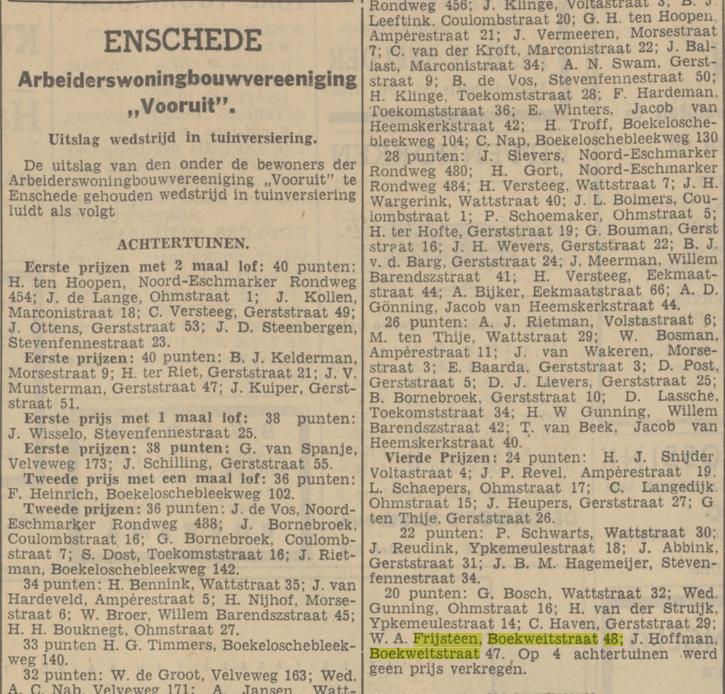 ENSCHEDE
Arbeiderswoningbouwvereeniging
„Vooruit”.
Uitslag wedstrijd in tuinversiering.
De uitslag van den onder de bewoners der
Arbeiderswoningbouwvereeniging „Vooruit” te
Enschede gehouden wedstrijd in tuinversiering
luidt als volgt
ACHTERTUINEN.
Eerste prijzen met 2 maal lof: 40 punten:
H. ten Hoopen, Noord-Eschmarker Rondweg
454; J. de Lange, Ohmstraat 1; J. Kollen,
Marconistraat 18; C. Versteeg, Gerststraat 49;
J. Ottens, Gerststraat 53; J. D. Steenbergen,
Stevenfennestraat 23.
Eerste prijzen: 40 punten: B. J. Kelderman,
Morsestraat 9; H. ter Riet, Gerststraat 21; J. V.
Munsterman, Gerststraat 47; J. Kuiper, Gerst-
straat 51.
Eerste prijs met 1 maal lof: 38 punten:
J. Wisselo, Stevenfennestraat 25.
Eerste prijzen: 38 punten: G. van Spanje,
Velveweg 173; J. Schilling, Gerststraat 55.
Tweede prijs met een maal lof: 36 punten:
F. Heinrich, Boekeloschebleekweg 102.
Tweede prijzen: 36 punten: J. de Vos, Noord-
Eschmarker Rondweg 488; J. Bornebroek,
Coulombstraat 16; G. Bornebroek, Coulomb-
straat 7; S. Dost, Toekomststraat 16; J. Riet-
man, Boekeloschebleekweg 142.
34 punten: H. Bennink, Wattstraat 35; J. van
Hardeveld, Ampèrestraat 5; H. Nijhof, Morse-
straat 6; W. Broer, Willem Barendszstraat 45;
H. H. Bouknegt, Ohmstraat 27.
33 punten H. G. Timmers, Boekeloschebleek-
weg 140.
32 punten: W. de Groot, Velveweg 163; Wed.
A. C. Nab, Velveweg 171; A. Jansen, Watt-
Rondweg 456; J. Klinge, Voltastraat 3; B. J.
Leeftink, Coulombstraat 20; G. H. ten Hoopen,
Ampèrestraat 21; J. Vermeeren, Morsestraat
7; C. van der Kroft, Marconistraat 22; J. Bal-
last, Marconistraat 34; A. N. Swam, Gerst-
straat 9; B. de Vos, Stevenfennestraat 50;
H. Klinge, Toekomststraat 28; F. Hardeman,
Toekomststraat 36; E. Winters, Jacob van
Heemskerkstraat 42; H. Troff, Boekelosche-
bleekweg 104; C. Nap, Boekeloschebleekweg 130
28 punten: J. Sievers, Noord-Eschmarker
Rondweg 480; H. Gort, Noord-Eschmarker
Rondweg 484; H. Versteeg, Wattstraat 7; J. H.
Wargerink, Wattstraat 40; J. L. Bolmers, Cou-
lombstraat 1; P. Schoemaker, Ohmstraat 5;
H. ter Hofte, Gerststraat 19; G. Bouman, Gerst
straat 16; J. H. Wevers, Gerststraat 22; B. J.
v. d. Barg, Gerststraat 24; J. Meerman, Willem
Barendszstraat 41; H. Versteeg, Eekmaat-
straat 44; A. Bijker, Eekmaatstraat 66; A. D.
Gönning, Jacob van Heemskerkstraat 44.
26 punten: A. J. Rietman, Volstastraat 6;
M. ten Thije, Wattstraat 29; W. Bosman,
Ampèrestraat 11; J. van Wakeren, Morse-
straat 3; E. Baarda, Gerststraat 3; D. Post,
Gerststraat 5; D. J. Lievers, Gerststraat 25;
B. Bornebroek, Gerststraat 10; D. Lassche,
Toekomststraat 34; H. W Gunning, Willem
Barendszstraat 42; T. van Beek, Jacob van
Heemskerkstraat 40.
Vierde Prijzen: 24 punten: H. J. Snijder
Voltastraat 4; J. P. Revel, Ampèrestraat 19.
L. Schaepers, Ohmstraat 17; C. Langedijk
Ohmstraat 15; J. Heupers, Gerststraat 27; G
ten Thije, Gerststraat 26.
22 punten: P. Schwarts, Wattstraat 30;
J. Reudink, Ypkemeulestraat 18; J. Abbink,
Gerststraat 31; J. B. M. Hagemeijer, Steven-
fennestraat 34.
20 punten: G. Bosch, Wattstraat 32; Wed.
Gunning, Ohmstraat 16; H. van der Struijk,
Ypkemeulestraat 14; C. Haven, Gerststraat 29;
W. A. Frijsteen, Boekweitstraat 48; J. Hoffman,
Boekweitstraat 47. Op 4 achtertuinen werd
geen prijs verkregen.